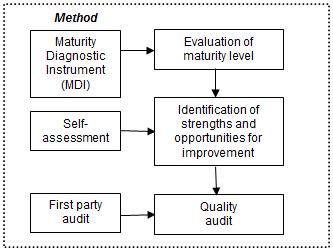 Method
Maturity
Diagnostic
Instrument
(MDI)
Evaluation of
maturity level
Self-
assessment
Identification of
strengths and
opportunities for
improvement
First party
audit
Quality
audit